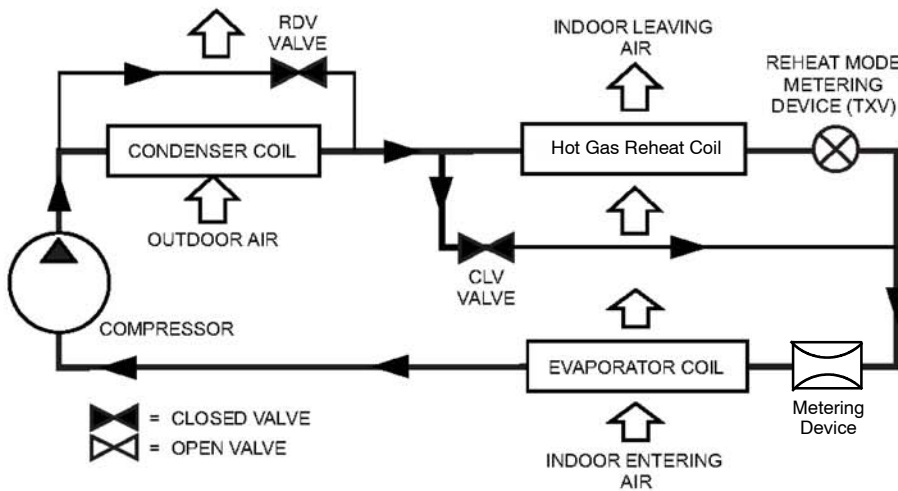 RDV
VALVE
INDOOR LEAVING
AIR
REHEAT MODE
METERING
DEVICE (TXV)
CONDENSER COIL
Hot Gas Reheat Coil
OUTDOOR AIR
CLV
VALVE
COMPRESSOR
EVAPORATOR COIL
Metering
Device
= CLOSED VALVE
= OPEN VALVE
INDOOR ENTERING
AIR